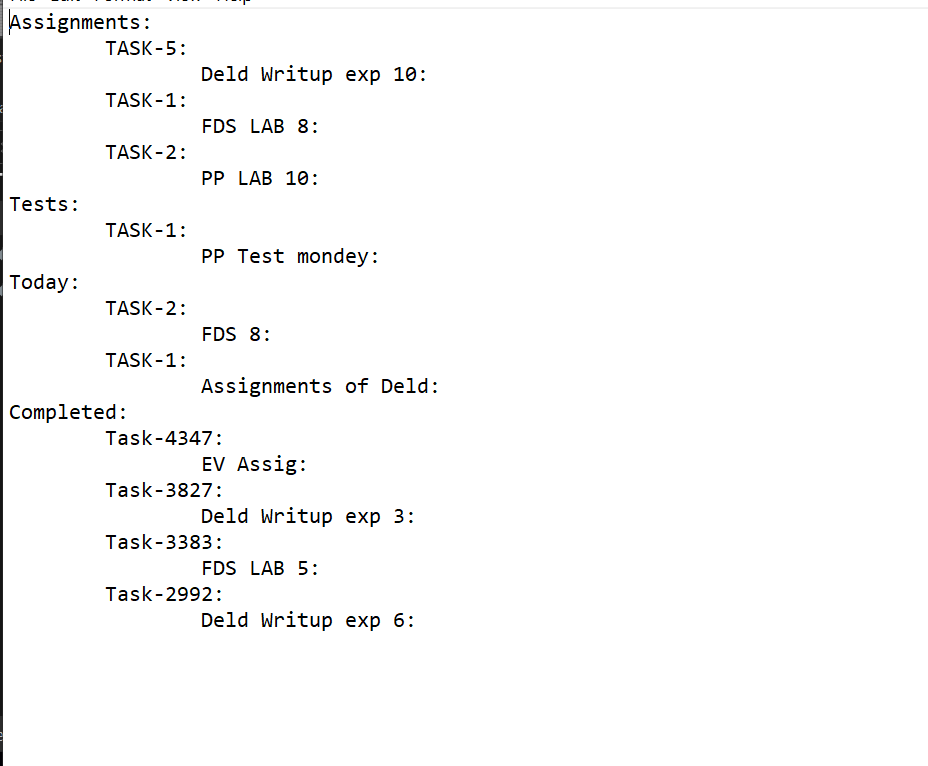 Assignments:
TASK-5:
Deld Writup exp 10:
TASK-1:
FDS LAB 8:
TASK-2:
PP LAB 10:
Tests:
TASK-1:
PP Test mondey:
Today:
TASK-2:
FDS 8:
TASK-1:
Assignments of Deld:
Completed:
Task-4347:
EV Assig:
Task-3827:
Deld Writup exp 3:
Task-3383:
FDS LAB 5:
Task-2992:
Deld Writup exp 6: